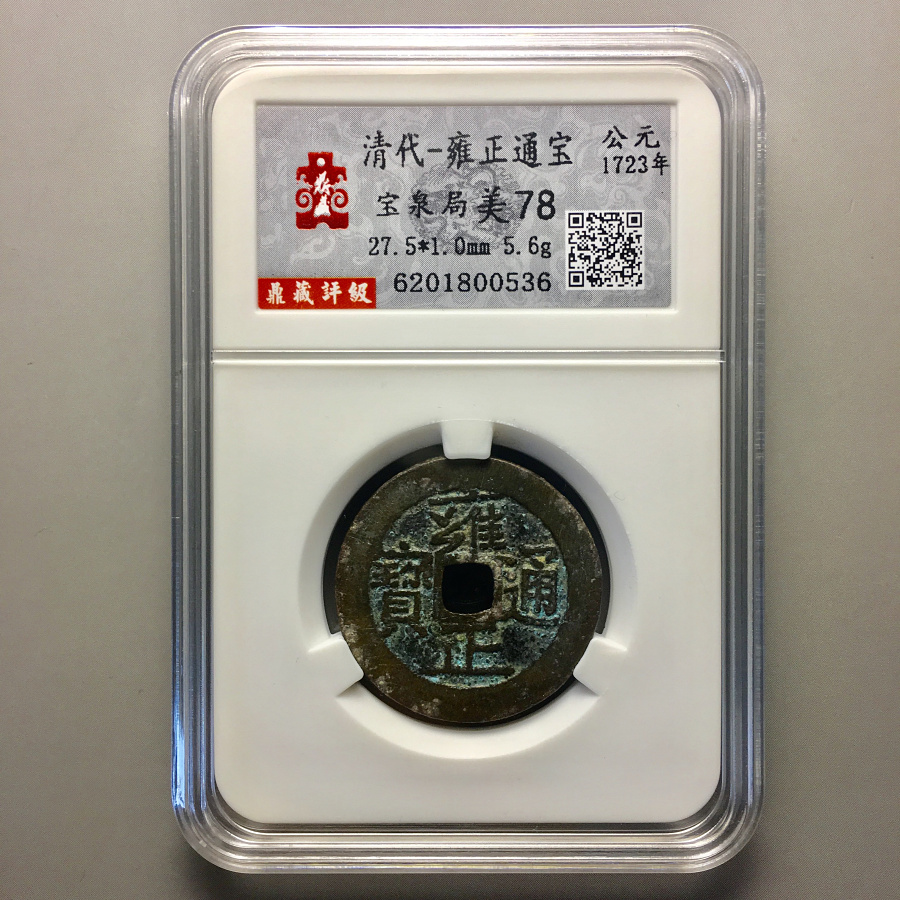 清代-雍正通宝
公元
1723年
宝泉局 美78
27.5*1.0mm 5.6g
6201800536
鼎藏評級
雍正通寶